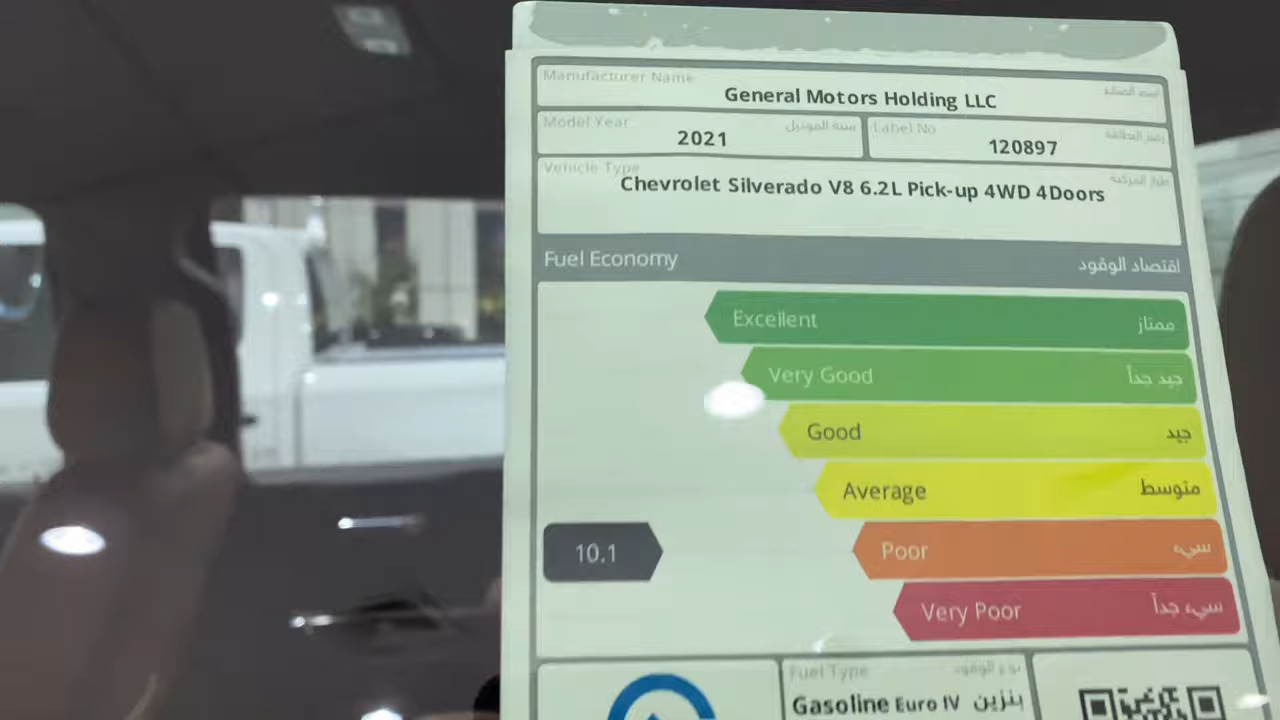 Manufacturer Name اسم الصانع
General Motors Holding LLC
Model Year سنة الموديل
2021
Label No رقم البطاقة
120897
Vehicle Type طراز المركبة
Chevrolet Silverado V8 6.2L Pick-up 4WD 4Doors
Fuel Economy اقتصاد الوقود
Excellent ممتاز
Very Good جيد جداً
Good جيد
Average متوسط
10.1
Poor سيء
Very Poor سيء جداً
Fuel Type نوع الوقود
Gasoline Euro IV بنزين